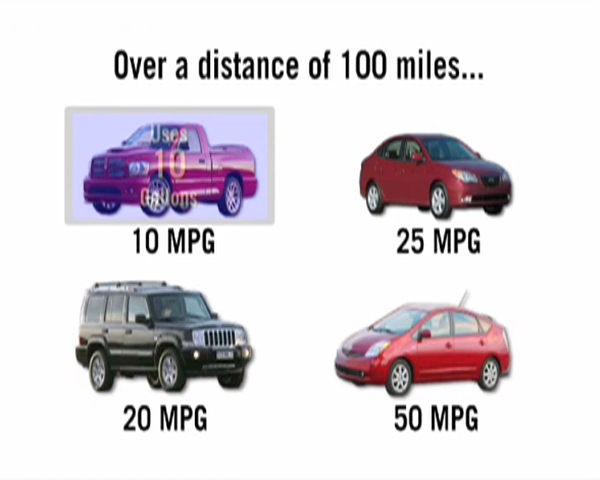 Over a distance of 100 miles...
Uses
10
Gallons
10 MPG
25 MPG
20 MPG
50 MPG